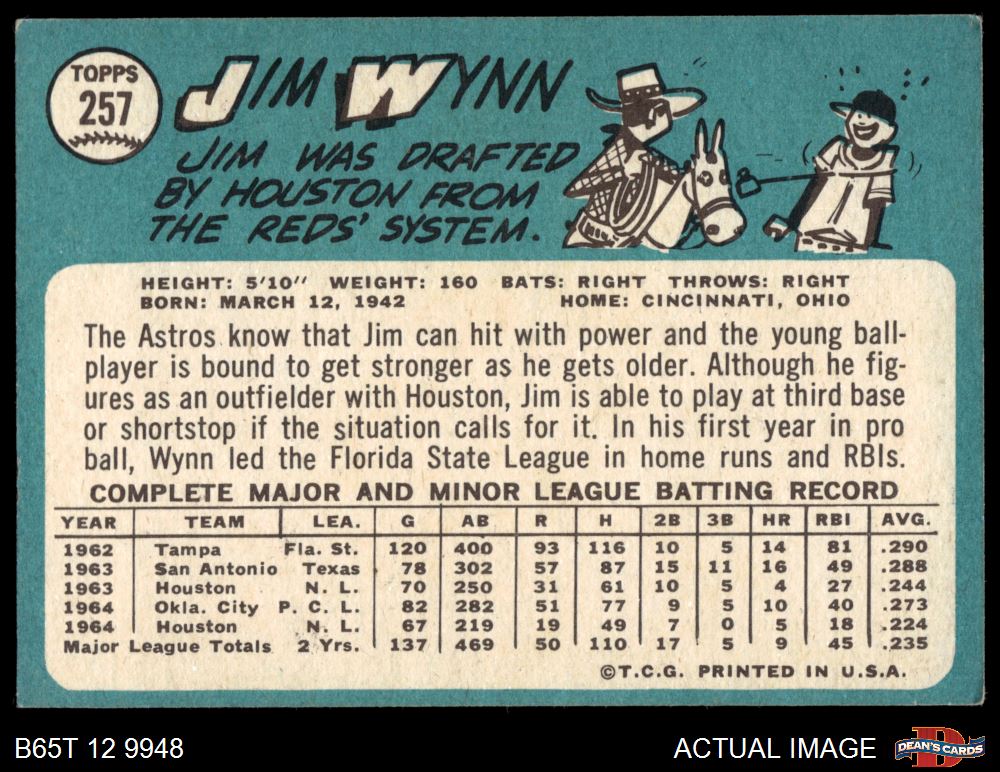 TOPPS
257
JIM WYNN
JIM WAS DRAFTED
BY HOUSTON FROM
THE REDS' SYSTEM.
HEIGHT: 5'10" WEIGHT: 160 BATS: RIGHT THROWS: RIGHT
BORN: MARCH 12, 1942 HOME: CINCINNATI, OHIO
The Astros know that Jim can hit with power and the young ball-
player is bound to get stronger as he gets older. Although he fig-
ures as an outfielder with Houston, Jim is able to play at third base
or shortstop if the situation calls for it. In his first year in pro
ball, Wynn led the Florida State League in home runs and RBIs.
COMPLETE MAJOR AND MINOR LEAGUE BATTING RECORD
YEAR TEAM LEA. G AB R H 2B 3B HR RBI AVG.
1962 Tampa Fla. St. 120 400 93 116 10 5 14 81 .290
1963 San Antonio Texas 78 302 57 87 15 11 16 49 .288
1963 Houston N. L. 70 250 31 61 10 5 4 27 .244
1964 Okla. City P. C. L. 82 282 51 77 9 5 10 40 .273
1964 Houston N. L. 67 219 19 49 7 0 5 18 .224
Major League Totals 2 Yrs. 137 469 50 110 17 5 9 45 .235
©T.C.G. PRINTED IN U.S.A.
B65T 12 9948
ACTUAL IMAGE
D
DEAN'S CARDS